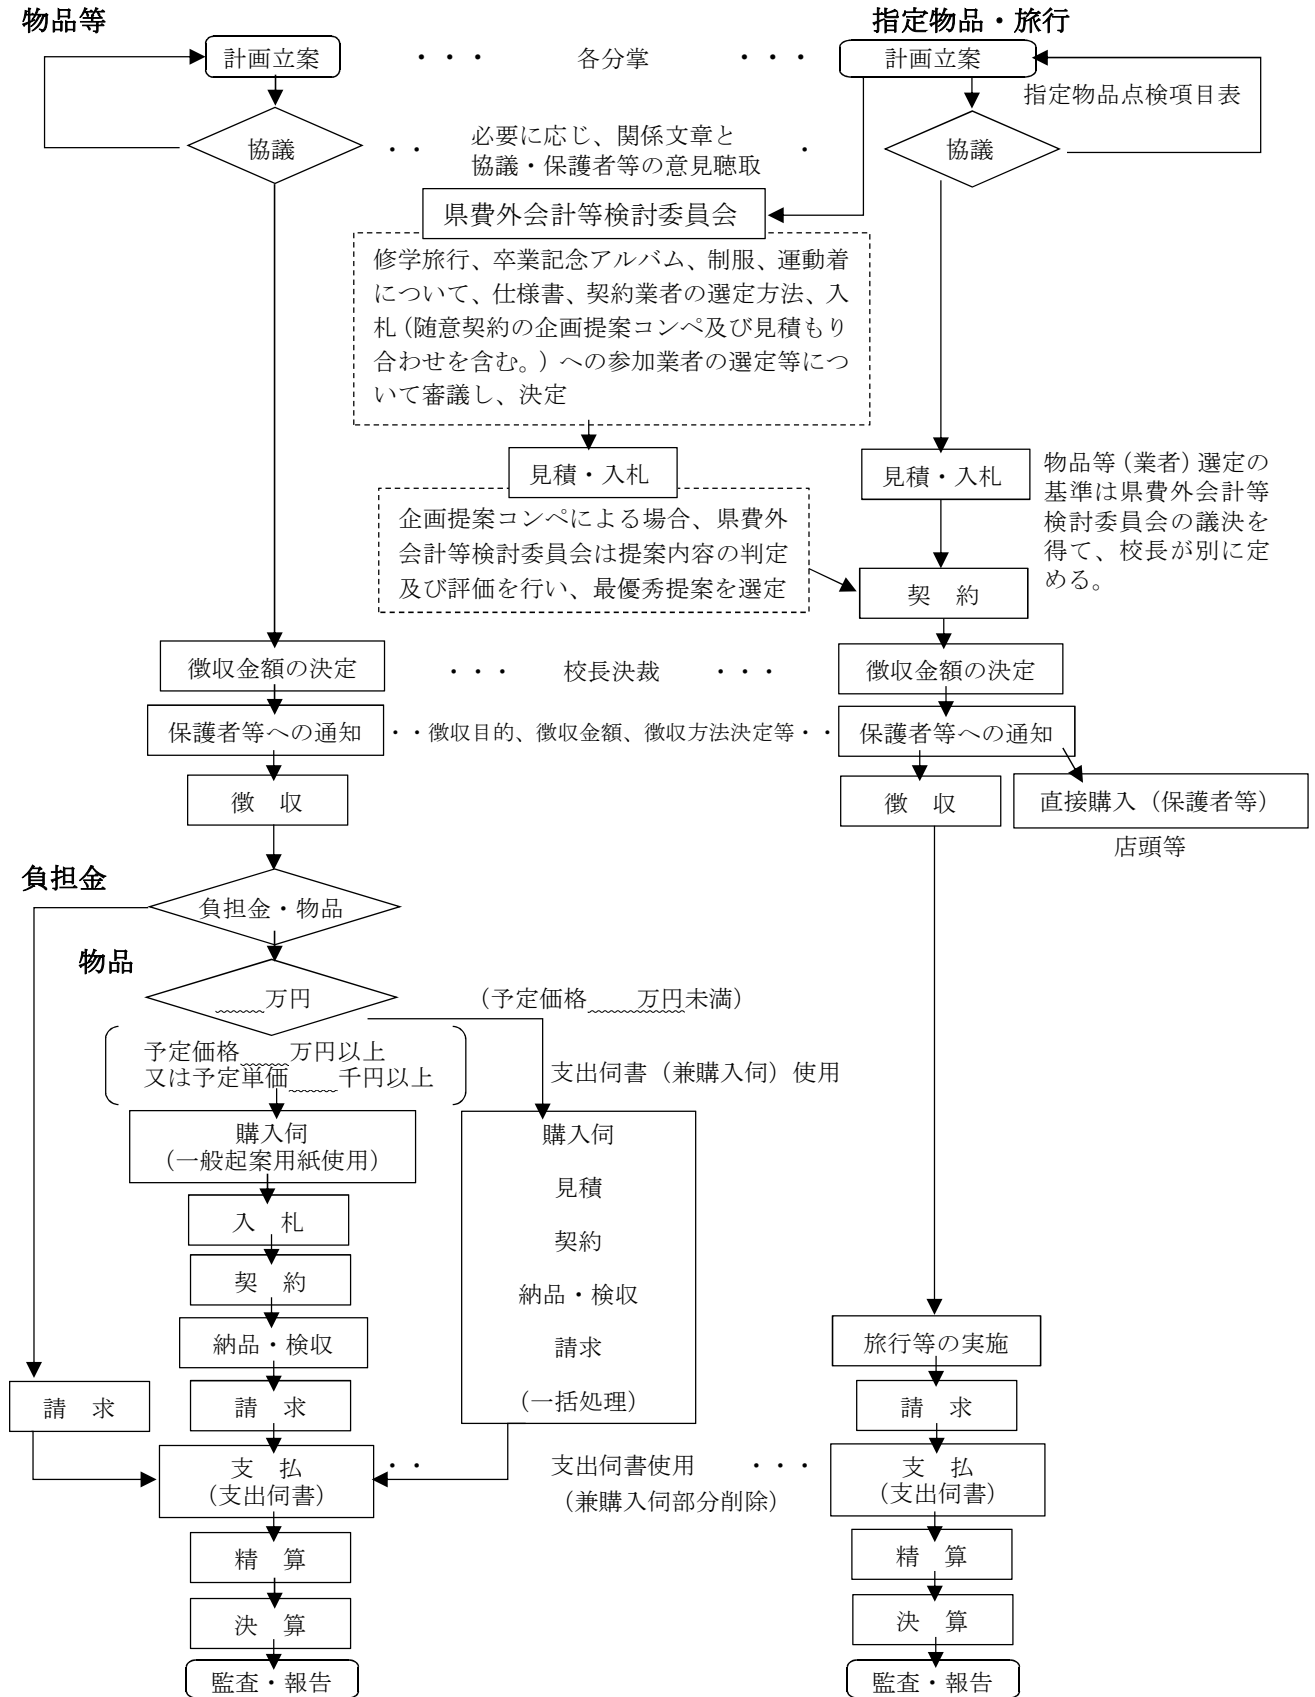 物品等
指定物品・旅行
計画立案
・・・ 各分掌 ・・・
計画立案
指定物品点検項目表
協議
・・ 必要に応じ、関係文章と ・
協議・保護者等の意見聴取
協議
県費外会計等検討委員会
修学旅行、卒業記念アルバム、制服、運動着
について、仕様書、契約業者の選定方法、入
札（随意契約の企画提案コンペ及び見積もり
合わせを含む。）への参加業者の選定等につ
いて審議し、決定
見積・入札
見積・入札
物品等（業者）選定の
基準は県費外会計等
検討委員会の議決を
得て、校長が別に定
める。
企画提案コンペによる場合、県費外
会計等検討委員会は提案内容の判定
及び評価を行い、最優秀提案を選定
契　約
徴収金額の決定
・・・ 校長決裁 ・・・
徴収金額の決定
保護者等への通知
・・徴収目的、徴収金額、徴収方法決定等・・
保護者等への通知
徴　収
徴　収
直接購入（保護者等）
店頭等
負担金
負担金・物品
物品
万円
（予定価格　　万円未満）
予定価格　　万円以上
又は予定単価　　千円以上
支出伺書（兼購入伺）使用
購入伺
（一般起案用紙使用）
入　札
契　約
納品・検収
請　求
請　求
購入伺
見積
契約
納品・検収
請求
（一括処理）
旅行等の実施
請　求
支　払
（支出伺書）
・・ 支出伺書使用 ・・・
（兼購入伺部分削除）
支　払
（支出伺書）
精　算
精　算
決　算
決　算
監査・報告
監査・報告